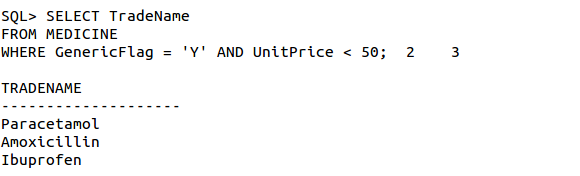 SQL> SELECT TradeName
FROM MEDICINE
WHERE GenericFlag = 'Y' AND UnitPrice < 50;  2    3
TRADENAME
--------------------
Paracetamol
Amoxicillin
Ibuprofen